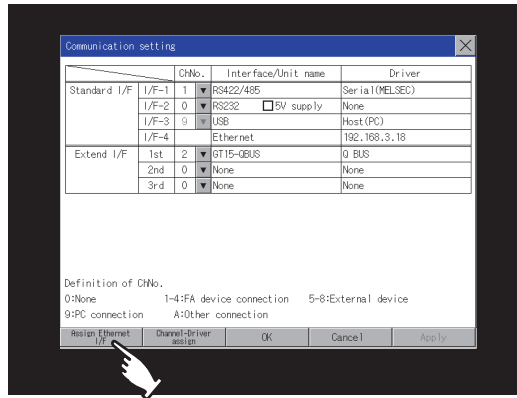 Communication setting
ChNo. Interface/Unit name Driver
Standard I/F I/F-1 1 RS422/485 Serial(MELSEC)
I/F-2 0 RS232 5V supply None
I/F-3 9 USB Host(PC)
I/F-4 Ethernet 192.168.3.18
Extend I/F 1st 2 GT15-QBUS Q BUS
2nd 0 None None
3rd 0 None None
Definition of ChNo.
0:None 1-4:FA device connection 5-8:External device
9:PC connection A:Other connection
Assign Ethernet I/F Channel-Driver assign OK Cancel Apply